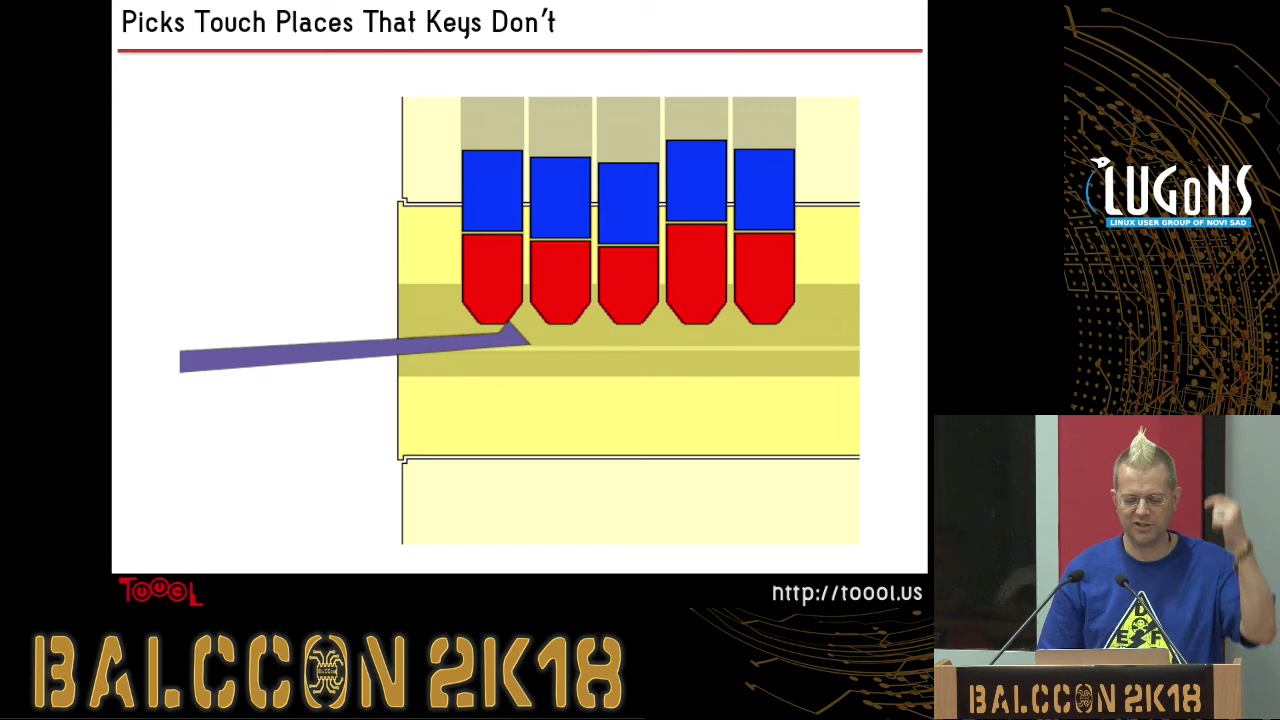 Picks Touch Places That Keys Don't
LUGoNS
LINUX USER GROUP OF NOVI SAD
TOOOL
http://toool.us
D
E F
BALCCON 2K18
BALCCON 2K18